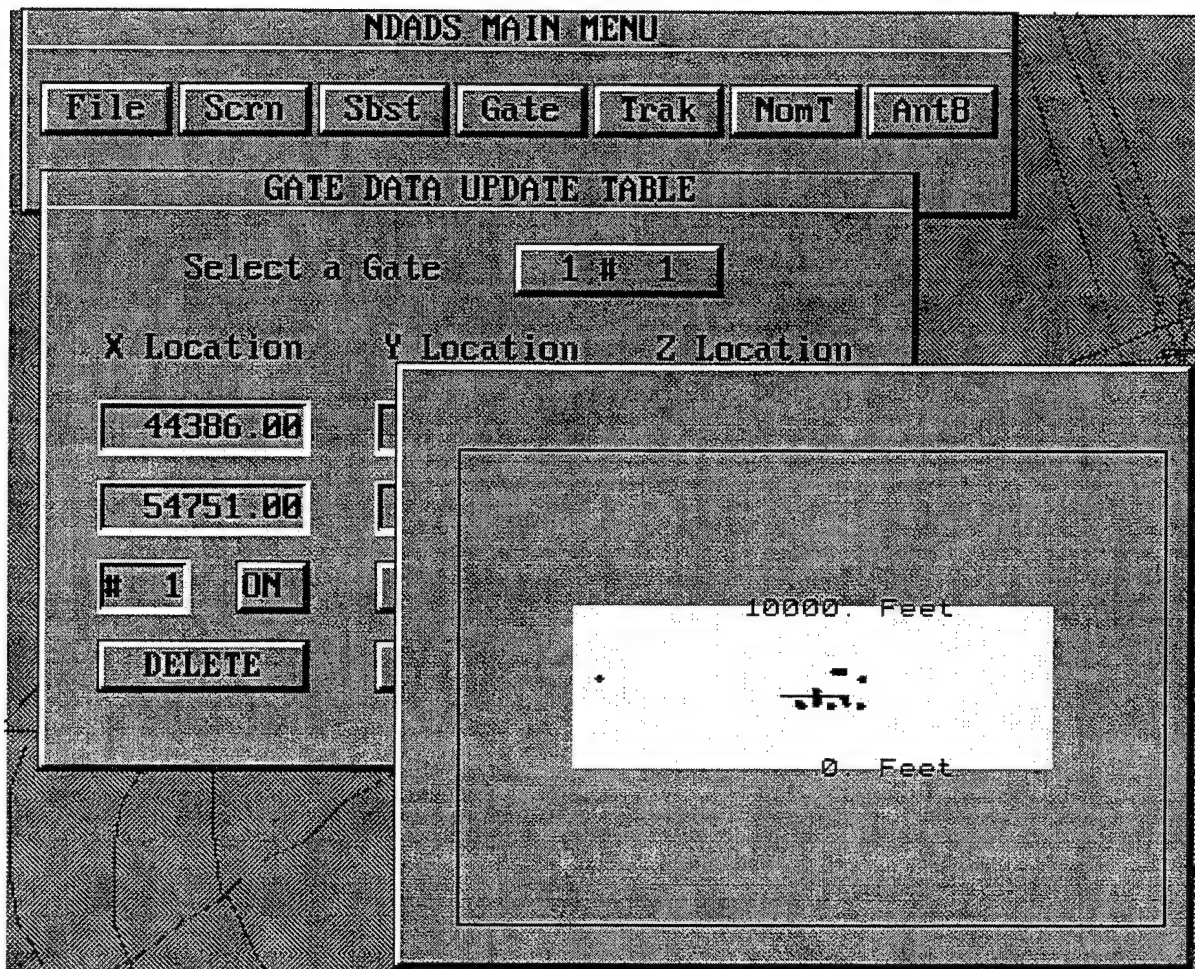 NDADS MAIN MENU
File Scrn Sbst Gate Trak NomT Ant8
GATE DATA UPDATE TABLE
Select a Gate 1 # 1
X Location Y Location Z Location
44386.00
54751.00
# 1 ON
DELETE
10000. Feet
0. Feet